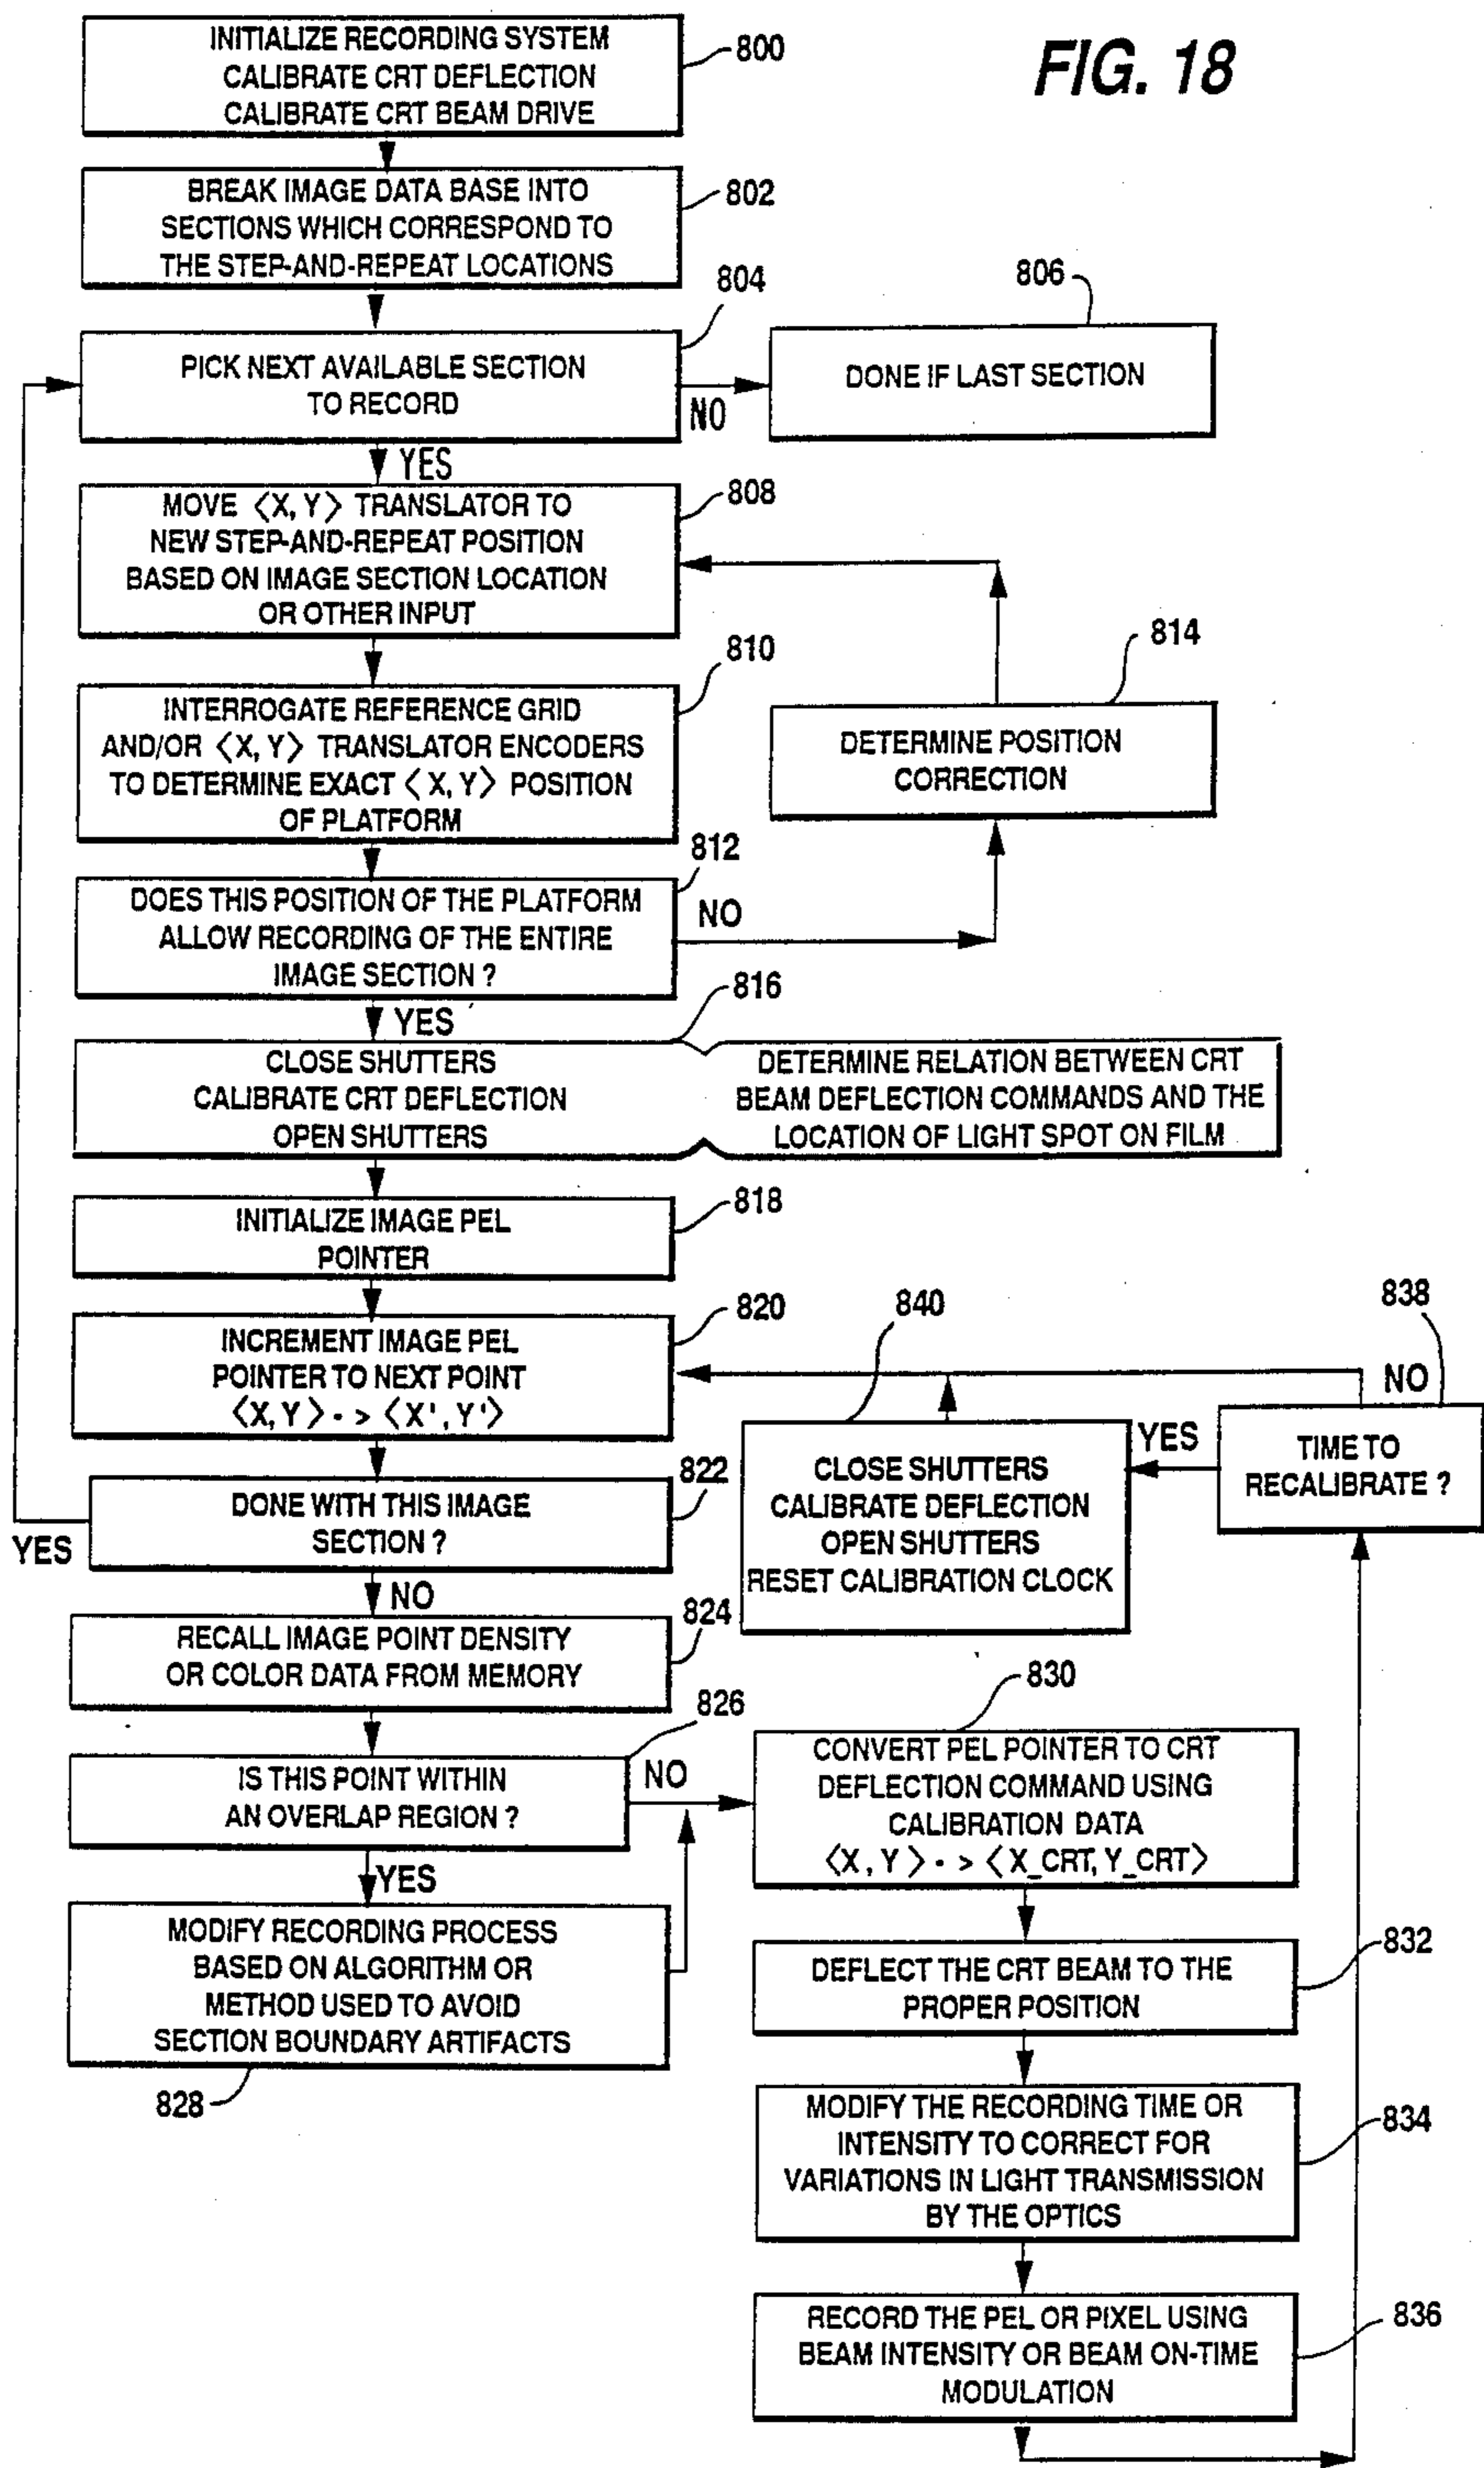 FIG. 18
INITIALIZE RECORDING SYSTEM
CALIBRATE CRT DEFLECTION
CALIBRATE CRT BEAM DRIVE
800
BREAK IMAGE DATA BASE INTO
SECTIONS WHICH CORRESPOND TO
THE STEP-AND-REPEAT LOCATIONS
802
804
PICK NEXT AVAILABLE SECTION
TO RECORD
NO
806
DONE IF LAST SECTION
YES
MOVE <X, Y> TRANSLATOR TO
NEW STEP-AND-REPEAT POSITION
BASED ON IMAGE SECTION LOCATION
OR OTHER INPUT
808
810
INTERROGATE REFERENCE GRID
AND/OR <X, Y> TRANSLATOR ENCODERS
TO DETERMINE EXACT <X, Y> POSITION
OF PLATFORM
814
DETERMINE POSITION
CORRECTION
812
DOES THIS POSITION OF THE PLATFORM
ALLOW RECORDING OF THE ENTIRE
IMAGE SECTION ?
NO
YES
816
CLOSE SHUTTERS
CALIBRATE CRT DEFLECTION
OPEN SHUTTERS
DETERMINE RELATION BETWEEN CRT
BEAM DEFLECTION COMMANDS AND THE
LOCATION OF LIGHT SPOT ON FILM
818
INITIALIZE IMAGE PEL
POINTER
820
INCREMENT IMAGE PEL
POINTER TO NEXT POINT
<X, Y> - > <X', Y'>
840
838
NO
TIME TO
RECALIBRATE ?
YES
CLOSE SHUTTERS
CALIBRATE DEFLECTION
OPEN SHUTTERS
RESET CALIBRATION CLOCK
822
DONE WITH THIS IMAGE
SECTION ?
YES
NO
824
RECALL IMAGE POINT DENSITY
OR COLOR DATA FROM MEMORY
826
IS THIS POINT WITHIN
AN OVERLAP REGION ?
NO
YES
MODIFY RECORDING PROCESS
BASED ON ALGORITHM OR
METHOD USED TO AVOID
SECTION BOUNDARY ARTIFACTS
828
830
CONVERT PEL POINTER TO CRT
DEFLECTION COMMAND USING
CALIBRATION DATA
<X, Y> - > <X_CRT, Y_CRT>
832
DEFLECT THE CRT BEAM TO THE
PROPER POSITION
834
MODIFY THE RECORDING TIME OR
INTENSITY TO CORRECT FOR
VARIATIONS IN LIGHT TRANSMISSION
BY THE OPTICS
836
RECORD THE PEL OR PIXEL USING
BEAM INTENSITY OR BEAM ON-TIME
MODULATION